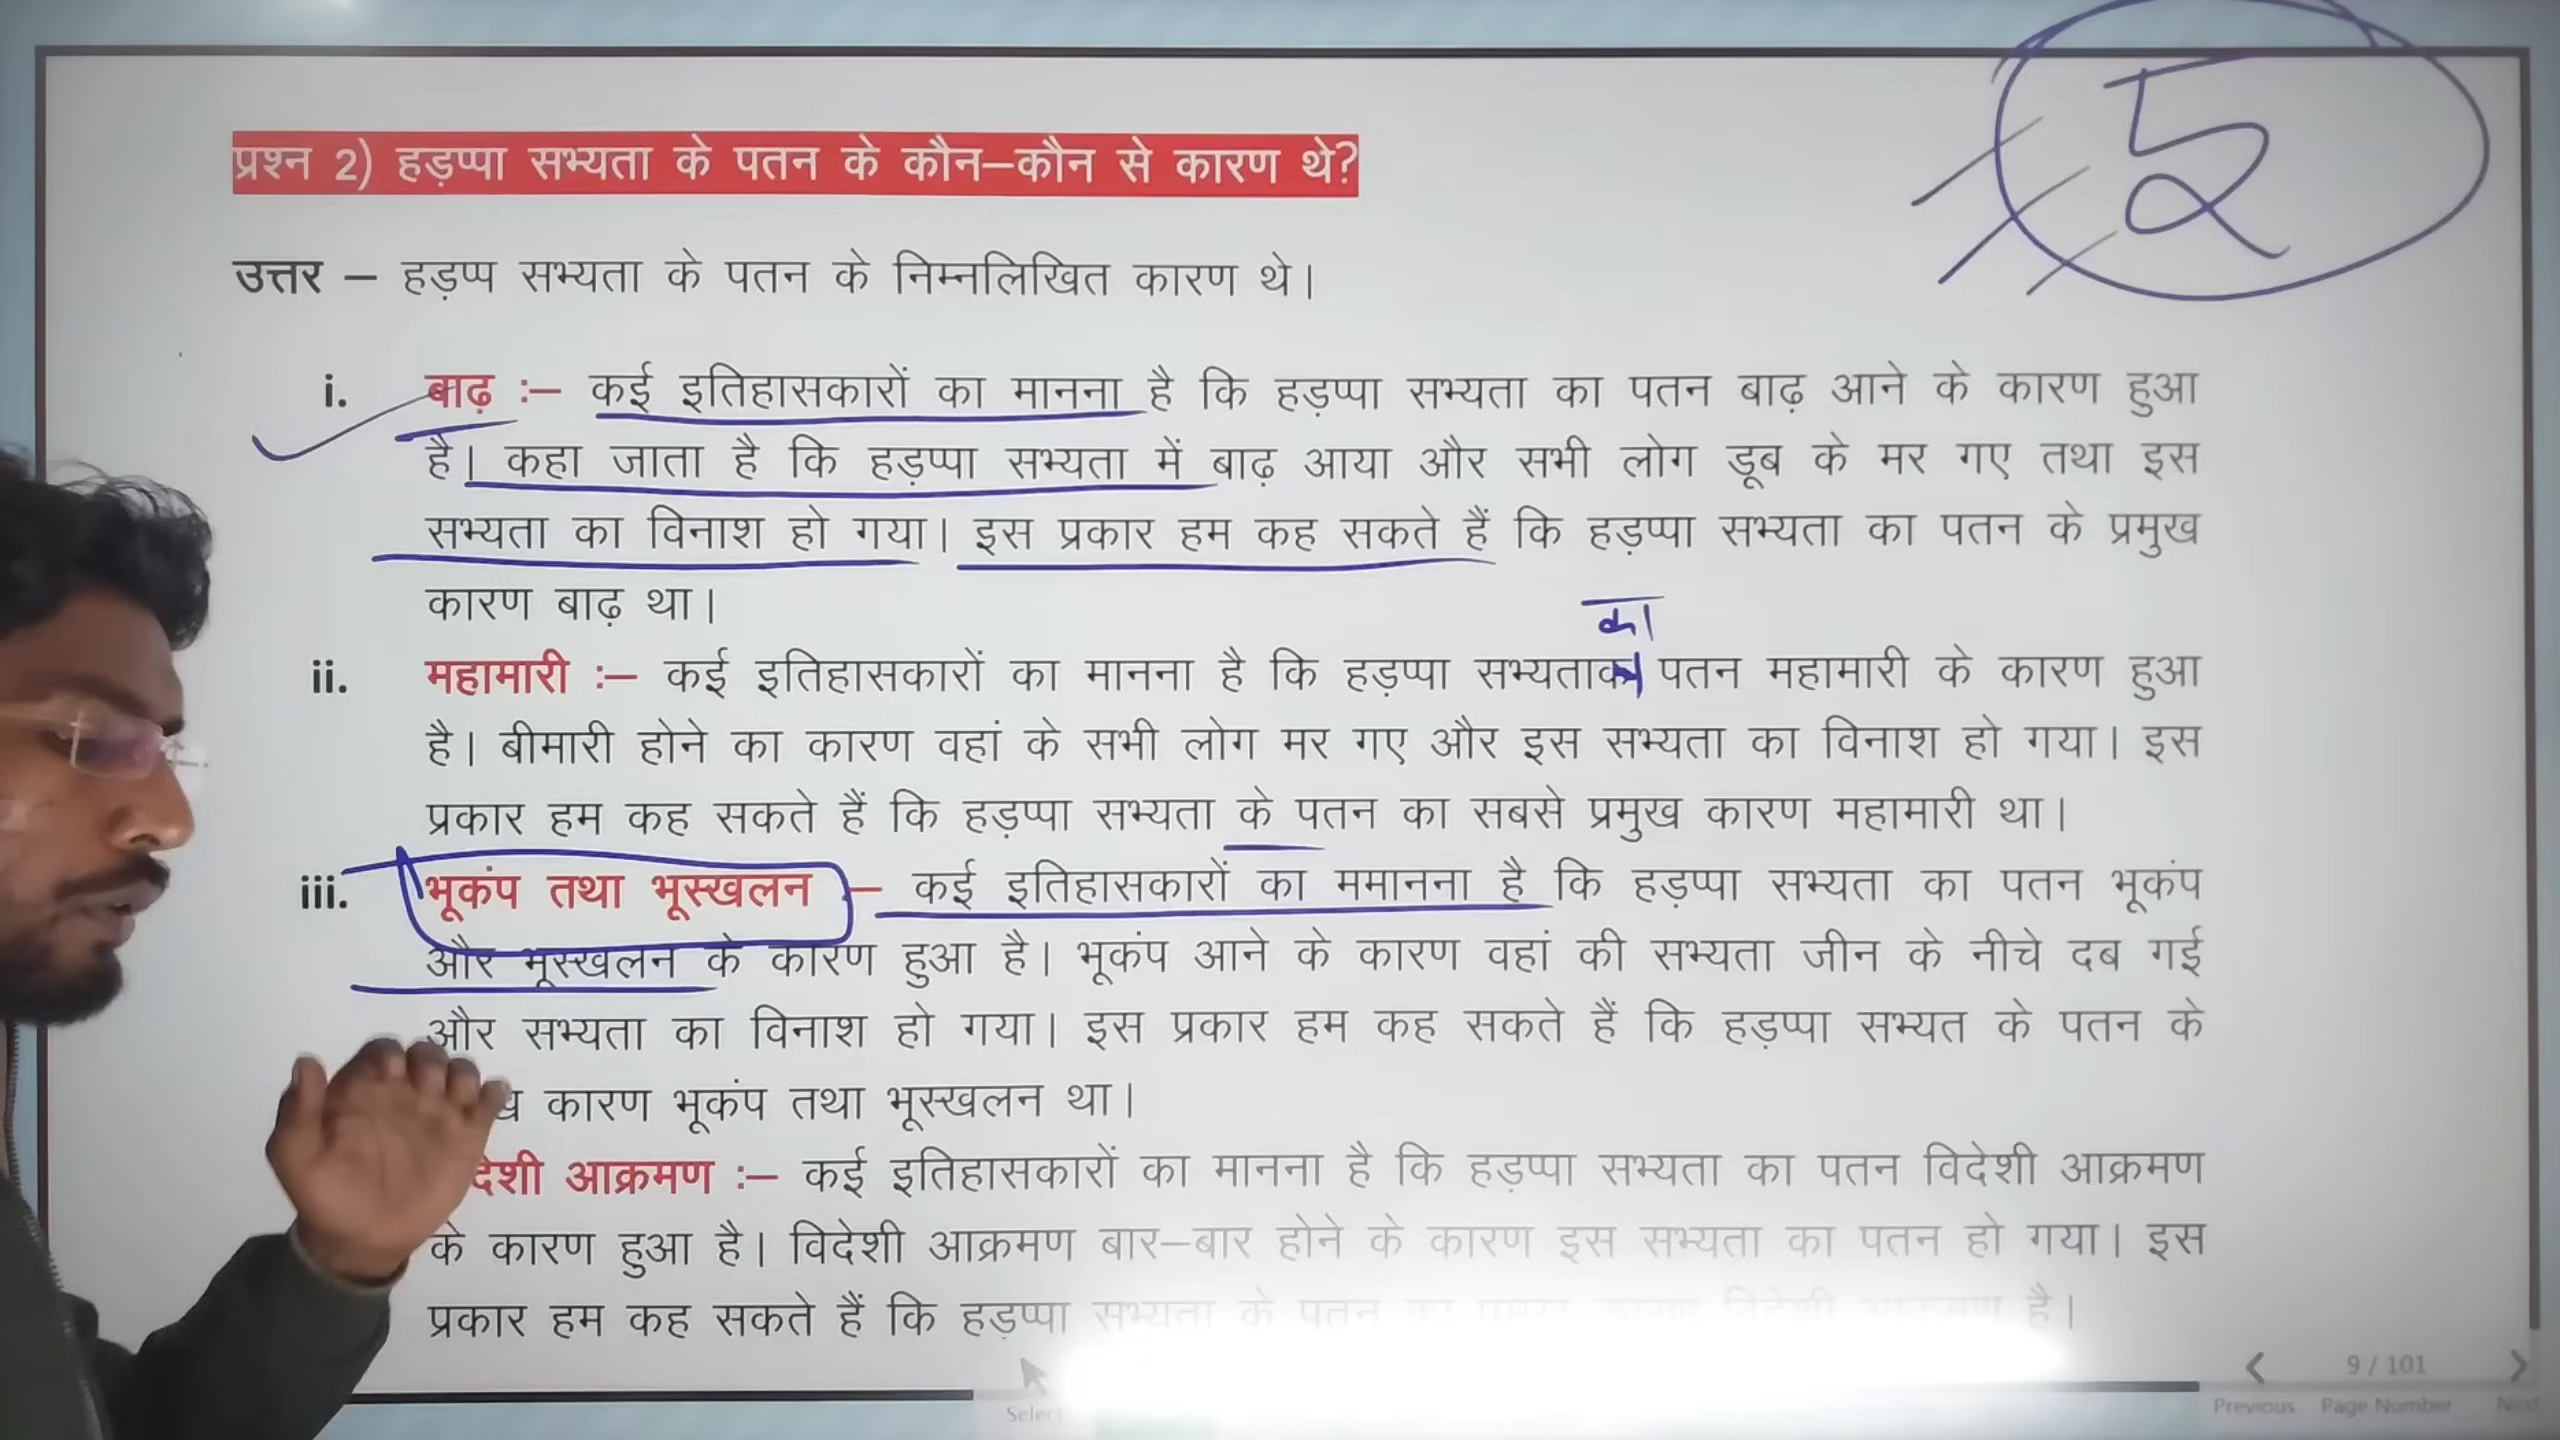 ५
प्रश्न 2) हड़प्पा सभ्यता के पतन के कौन–कौन से कारण थे?
उत्तर – हड़प्प सभ्यता के पतन के निम्नलिखित कारण थे।
i. बाढ़ :– कई इतिहासकारों का मानना है कि हड़प्पा सभ्यता का पतन बाढ़ आने के कारण हुआ
है। कहा जाता है कि हड़प्पा सभ्यता में बाढ़ आया और सभी लोग डूब के मर गए तथा इस
सभ्यता का विनाश हो गया। इस प्रकार हम कह सकते हैं कि हड़प्पा सभ्यता का पतन के प्रमुख
कारण बाढ़ था।
का
ii. महामारी :– कई इतिहासकारों का मानना है कि हड़प्पा सभ्यताका पतन महामारी के कारण हुआ
है। बीमारी होने का कारण वहां के सभी लोग मर गए और इस सभ्यता का विनाश हो गया। इस
प्रकार हम कह सकते हैं कि हड़प्पा सभ्यता के पतन का सबसे प्रमुख कारण महामारी था।
iii. भूकंप तथा भूस्खलन – कई इतिहासकारों का ममानना है कि हड़प्पा सभ्यता का पतन भूकंप
और भूस्खलन के कारण हुआ है। भूकंप आने के कारण वहां की सभ्यता जीन के नीचे दब गई
और सभ्यता का विनाश हो गया। इस प्रकार हम कह सकते हैं कि हड़प्पा सभ्यत के पतन के
कारण भूकंप तथा भूस्खलन था।
देशी आक्रमण :– कई इतिहासकारों का मानना है कि हड़प्पा सभ्यता का पतन विदेशी आक्रमण
के कारण हुआ है। विदेशी आक्रमण बार–बार होने के कारण इस सभ्यता का पतन हो गया। इस
प्रकार हम कह सकते हैं कि हड़प्पा सभ्यता के पतन का विदेशी आक्रमण है।
Select
9 / 101
Previous Page Number Next